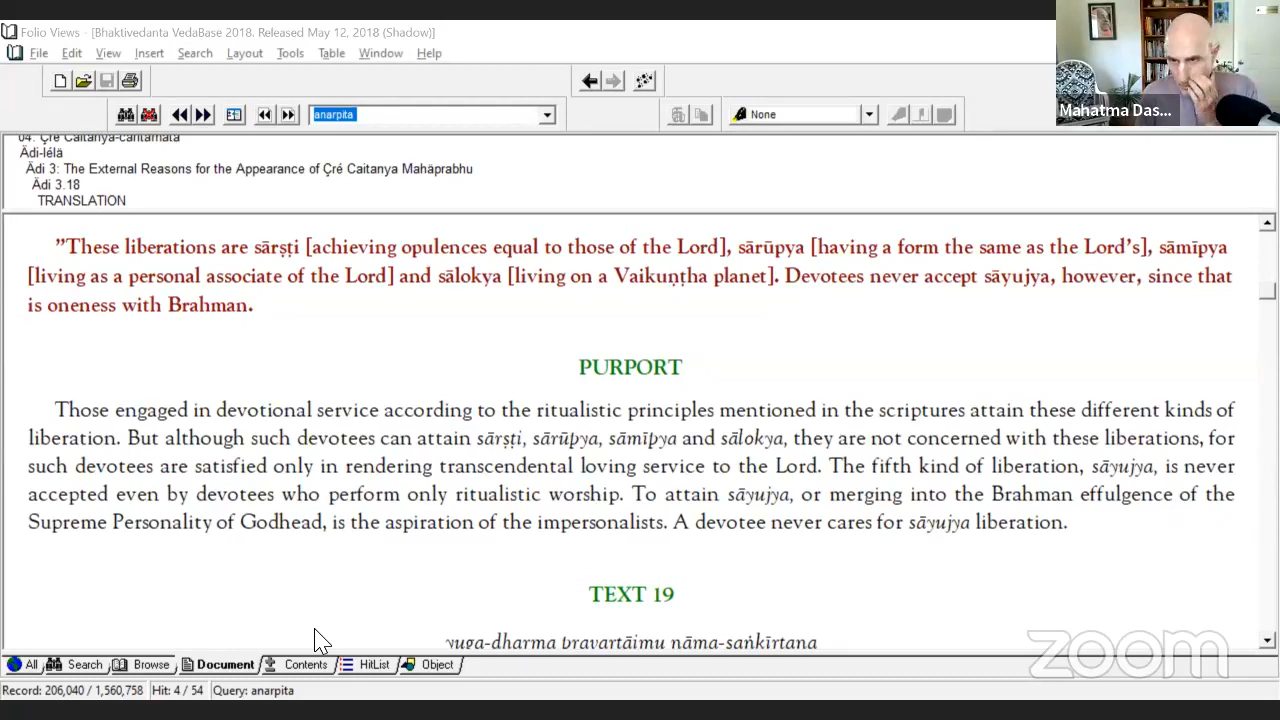 Folio Views - [Bhaktivedanta VedaBase 2018. Released May 12, 2018 (Shadow)]
File Edit View Insert Search Layout Tools Table Window Help
anarpita
None
Mahatma Das...
04. Çré Caitanya-caritämåta
Ädi-lélä
Ädi 3: The External Reasons for the Appearance of Çré Caitanya Mahäprabhu
Ädi 3.18
TRANSLATION
"These liberations are sārṣṭi [achieving opulences equal to those of the Lord], sārūpya [having a form the same as the Lord's], sāmīpya
[living as a personal associate of the Lord] and sālokya [living on a Vaikuṇṭha planet]. Devotees never accept sāyujya, however, since that
is oneness with Brahman.
PURPORT
Those engaged in devotional service according to the ritualistic principles mentioned in the scriptures attain these different kinds of
liberation. But although such devotees can attain sārṣṭi, sārūpya, sāmīpya and sālokya, they are not concerned with these liberations, for
such devotees are satisfied only in rendering transcendental loving service to the Lord. The fifth kind of liberation, sāyujya, is never
accepted even by devotees who perform only ritualistic worship. To attain sāyujya, or merging into the Brahman effulgence of the
Supreme Personality of Godhead, is the aspiration of the impersonalists. A devotee never cares for sāyujya liberation.
TEXT 19
yuga-dharma pravartāimu nāma-saṅkīrtana
zoom
All Search Browse Document Contents HitList Object
Record: 206,040 / 1,560,758 Hit: 4 / 54 Query: anarpita